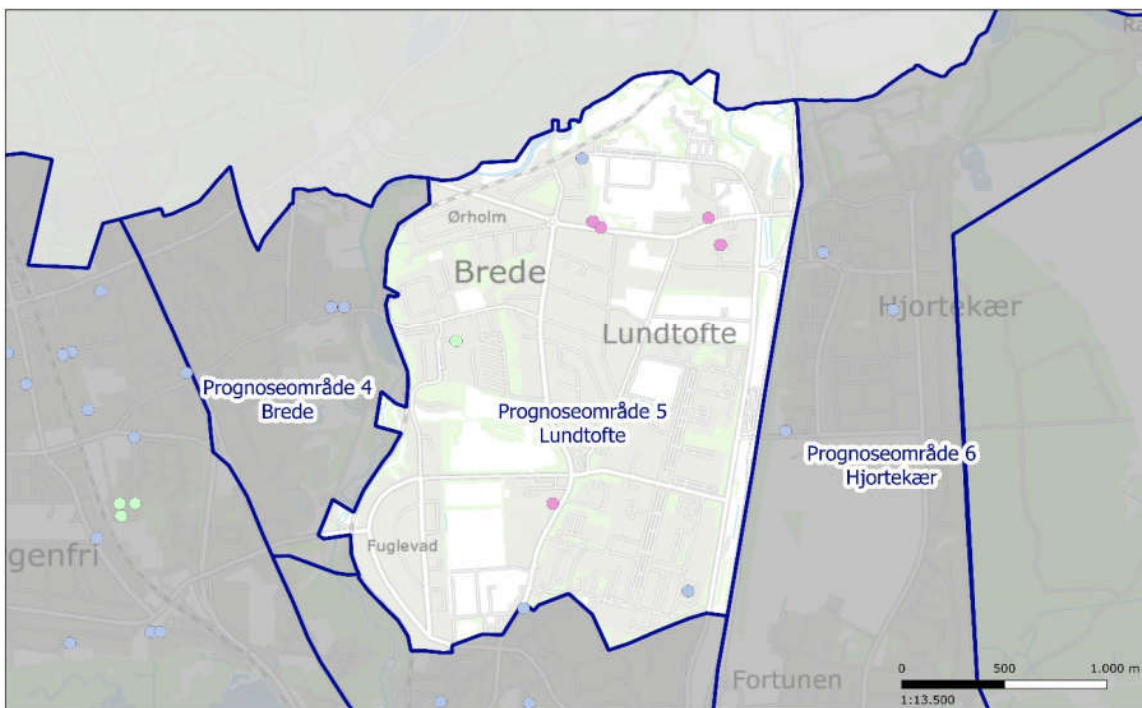 Ørholm
Brede
Hjortekær
Lundtofte
Prognoseområde 4
Brede
Prognoseområde 5
Lundtofte
Prognoseområde 6
Hjortekær
genfri
Fuglevad
Fortunen
0 500 1.000 m
1:13.500